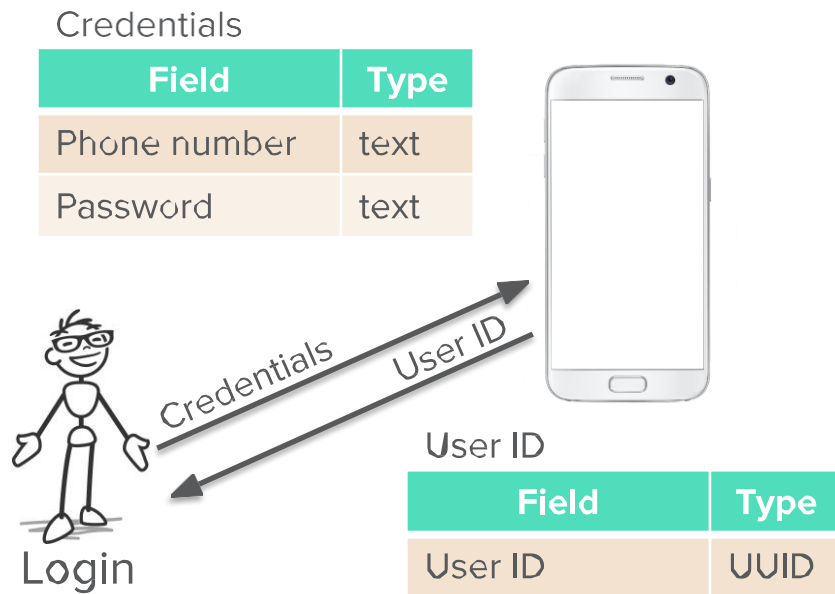 Credentials
Field Type
Phone number text
Password text
Credentials
User ID
User ID
Field Type
User ID UUID
Login